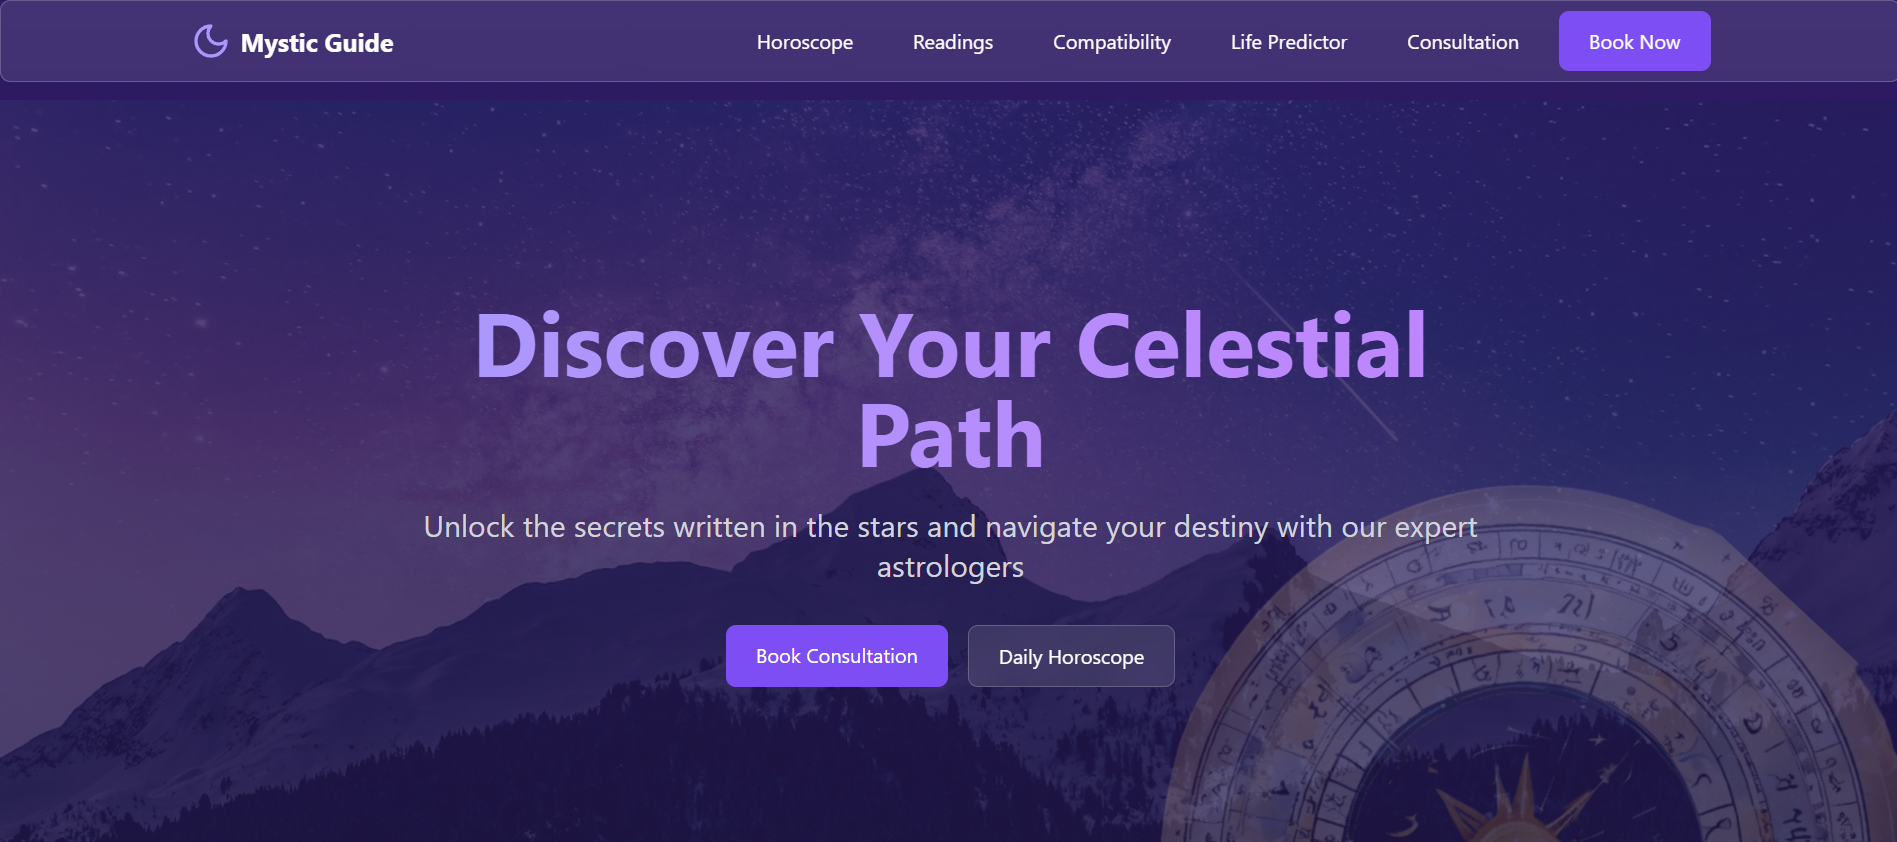 Mystic Guide
Horoscope
Readings
Compatibility
Life Predictor
Consultation
Book Now
Discover Your Celestial
Path
Unlock the secrets written in the stars and navigate your destiny with our expert
astrologers
Book Consultation
Daily Horoscope